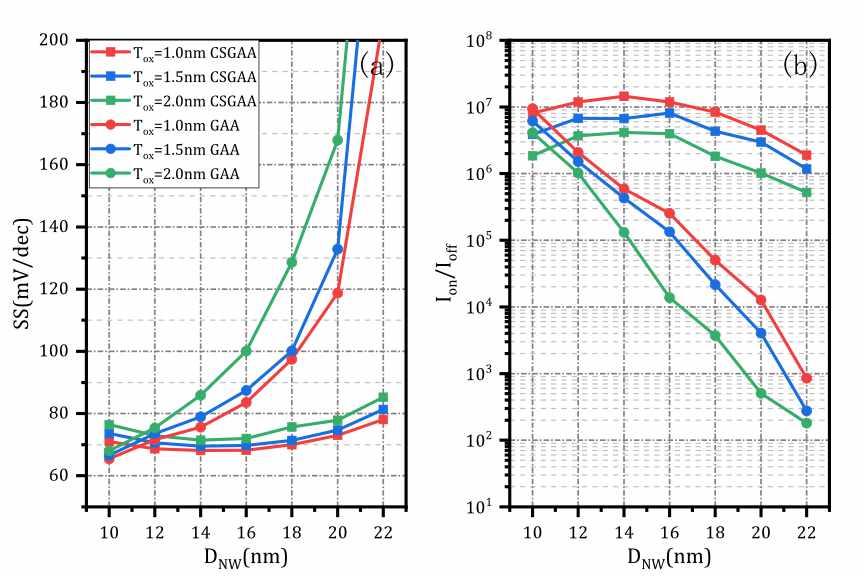 (a)
T_ox=1.0nm CSGAA
T_ox=1.5nm CSGAA
T_ox=2.0nm CSGAA
T_ox=1.0nm GAA
T_ox=1.5nm GAA
T_ox=2.0nm GAA
200
180
160
140
120
100
80
60
SS(mV/dec)
10 12 14 16 18 20 22
D_NW(nm)
(b)
10^8
10^7
10^6
10^5
10^4
10^3
10^2
10^1
I_on/I_off
10 12 14 16 18 20 22
D_NW(nm)